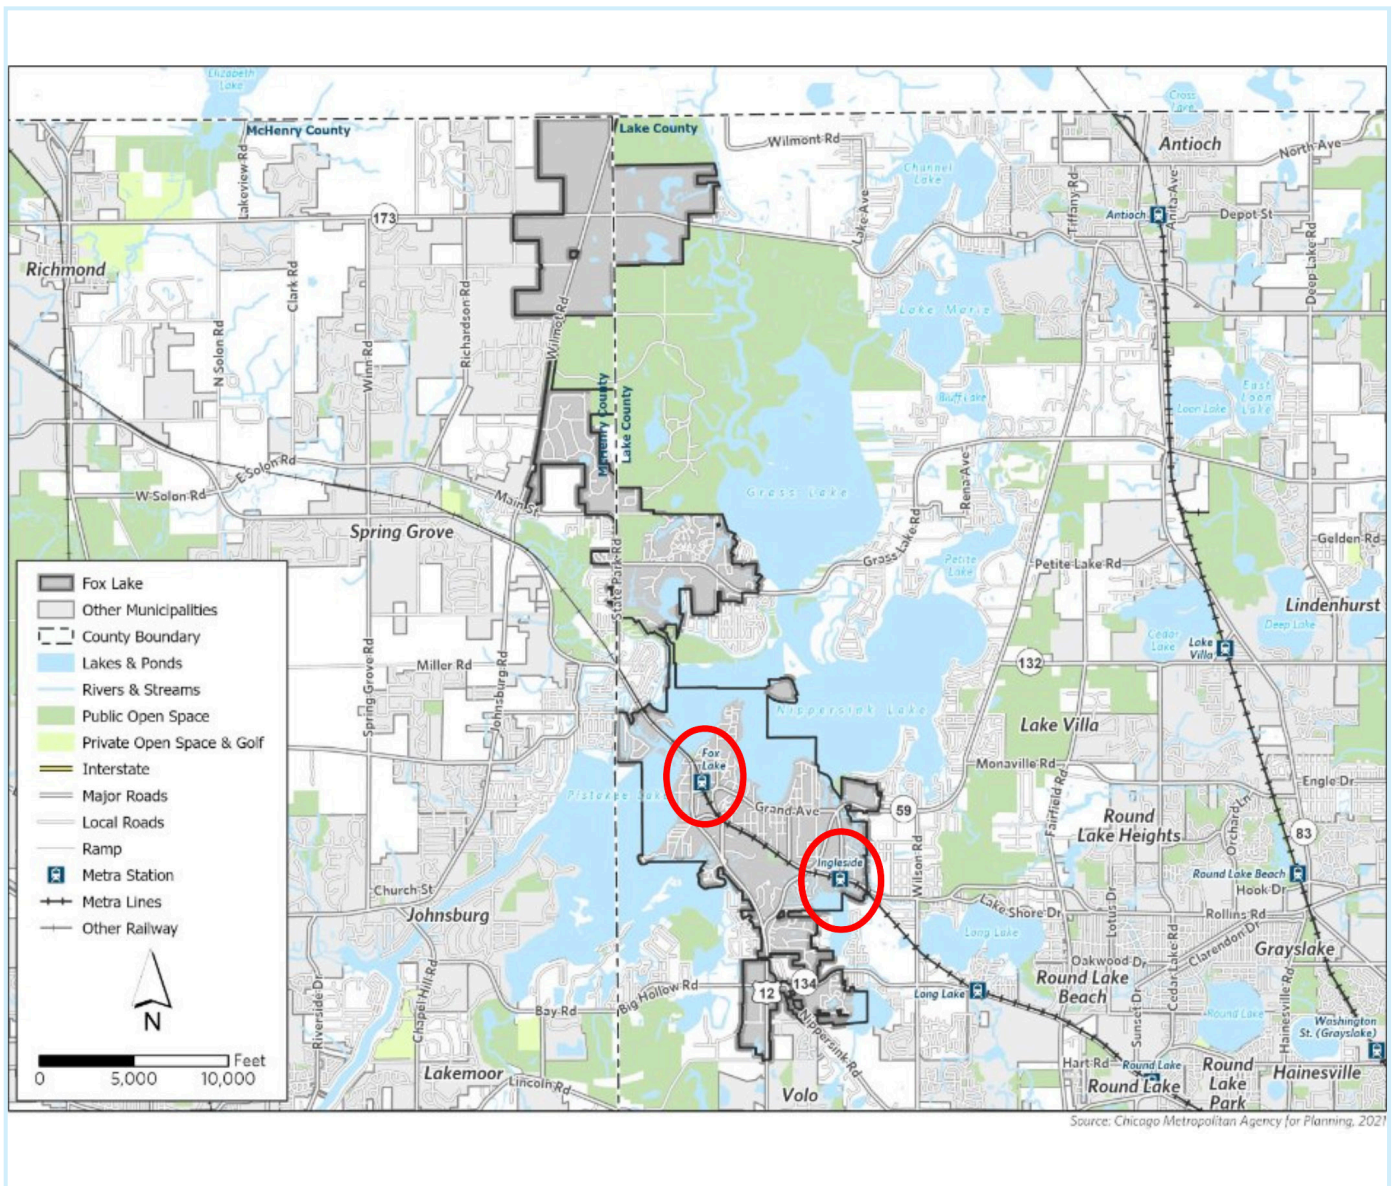 Elizabeth
Lake
Cross
Lake
McHenry County
Lake County
Wilmont Rd
Antioch
North Ave
Lakeview Rd
Channel
Lake
Tiffany Rd
Anita Ave
Lake Ave
Antioch
Depot St
173
Deep Lake Rd
Richmond
Clark Rd
Richardson Rd
Wilmot Rd
Lake Marie
N Solon Rd
Winn Rd
McHenry County
Lake County
Bluff Lake
Loon Lake
East
Loon
Lake
E Solon Rd
W Solon Rd
Main St
Grass Lake
Rena Ave
Spring Grove
State Park Rd
Grass Lake Rd
Petite
Lake
Petite Lake Rd
Gelden Rd
Lindenhurst
Deep Lake
Cedar
Lake
Lake
Villa
132
Fox Lake
Other Municipalities
County Boundary
Lakes & Ponds
Rivers & Streams
Public Open Space
Private Open Space & Golf
Interstate
Major Roads
Local Roads
Ramp
Metra Station
Metra Lines
Other Railway
N
Feet
0 5,000 10,000
Spring Grove Rd
Miller Rd
Johnsburg Rd
Nippersink Lake
Lake Villa
Fox
Lake
Pistakee Lake
Monaville Rd
Fairfield Rd
Engle Dr
Grand Ave
59
Round
Lake Heights
Orchard Ln
83
Ingleside
Wilson Rd
Round Lake Beach
Hook Dr
Church St
Johnsburg
Lake Shore Dr
Lotus Dr
Cedar Lake Rd
Rollins Rd
Clarendon Dr
Grayslake
Long Lake
Oakwood Dr
Round Lake
Beach
Chapel Hill Rd
Riverside Dr
Big Hollow Rd
12
134
Long Lake
Bay Rd
Nippersink Rd
Sunset Dr
Round Lake
Hainesville Rd
Washington
St. (Grayslake)
Lakemoor
Lincoln Rd
Volo
Hart Rd
Round Lake
Round Lake
Round
Lake
Park
Hainesville
Source: Chicago Metropolitan Agency for Planning, 2021